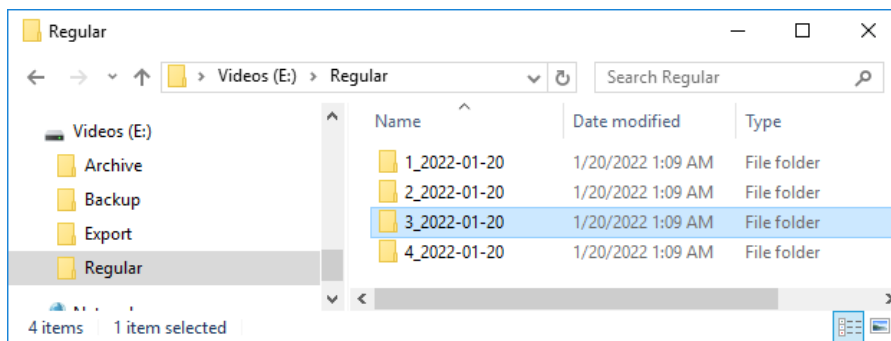 Regular
Videos (E:) > Regular
Search Regular
Videos (E:)
Archive
Backup
Export
Regular
Name Date modified Type
1_2022-01-20 1/20/2022 1:09 AM File folder
2_2022-01-20 1/20/2022 1:09 AM File folder
3_2022-01-20 1/20/2022 1:09 AM File folder
4_2022-01-20 1/20/2022 1:09 AM File folder
4 items 1 item selected